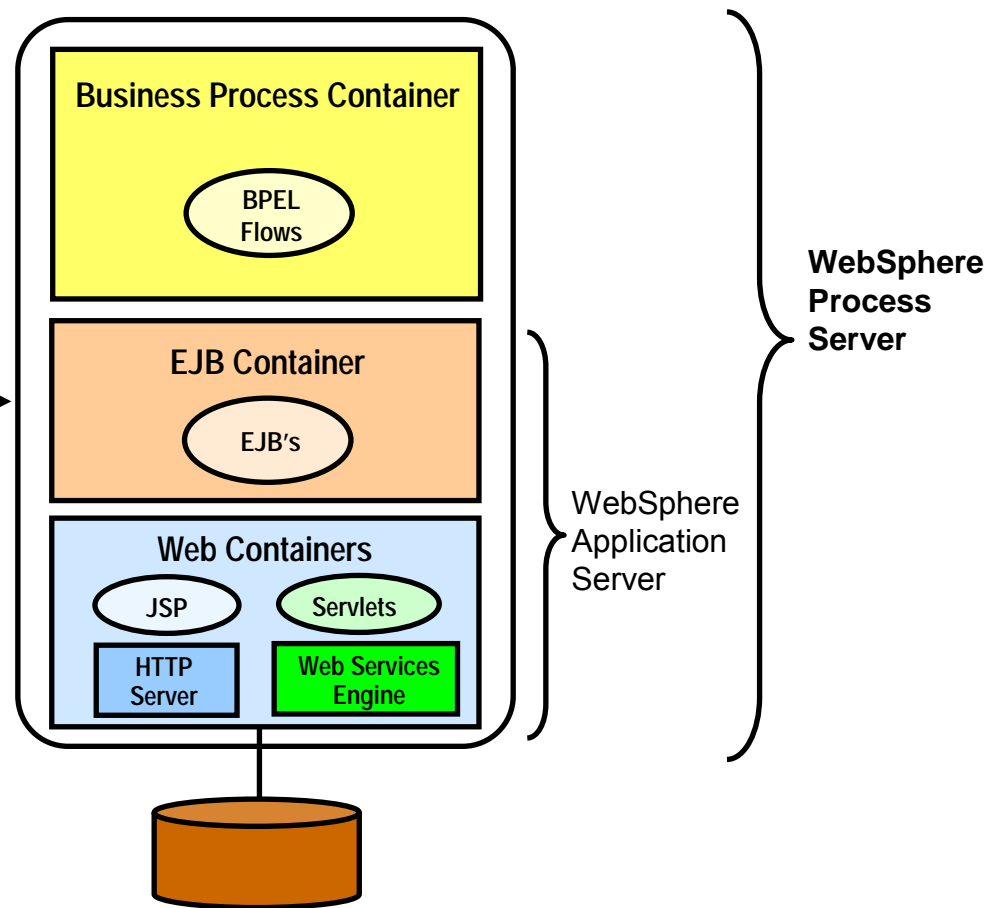 Business Process Container
BPEL
Flows
EJB Container
EJB's
Web Containers
JSP
Servlets
HTTP
Server
Web Services
Engine
WebSphere
Application
Server
WebSphere
Process
Server